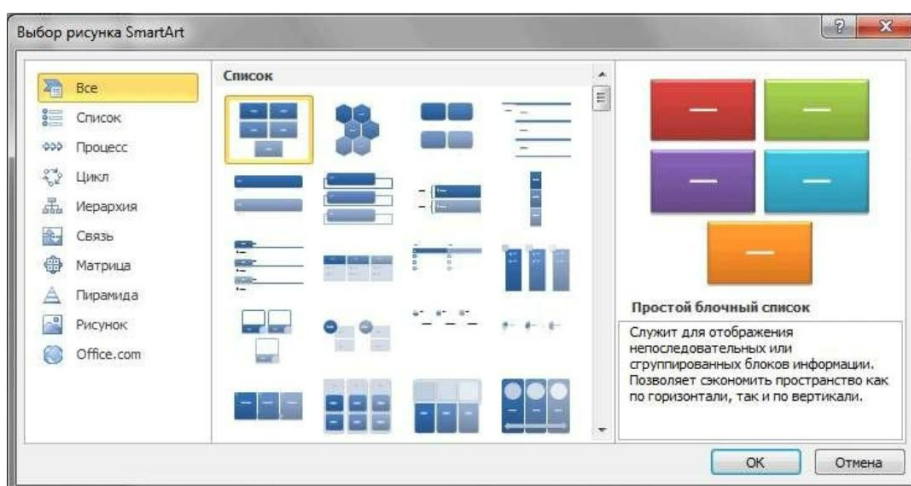 Выбор рисунка SmartArt
Все
Список
Процесс
Цикл
Иерархия
Связь
Матрица
Пирамида
Рисунок
Office.com
Список
Простой блочный список
Служит для отображения
непоследовательных или
сгруппированных блоков информации.
Позволяет сэкономить пространство как
по горизонтали, так и по вертикали.
ОК
Отмена